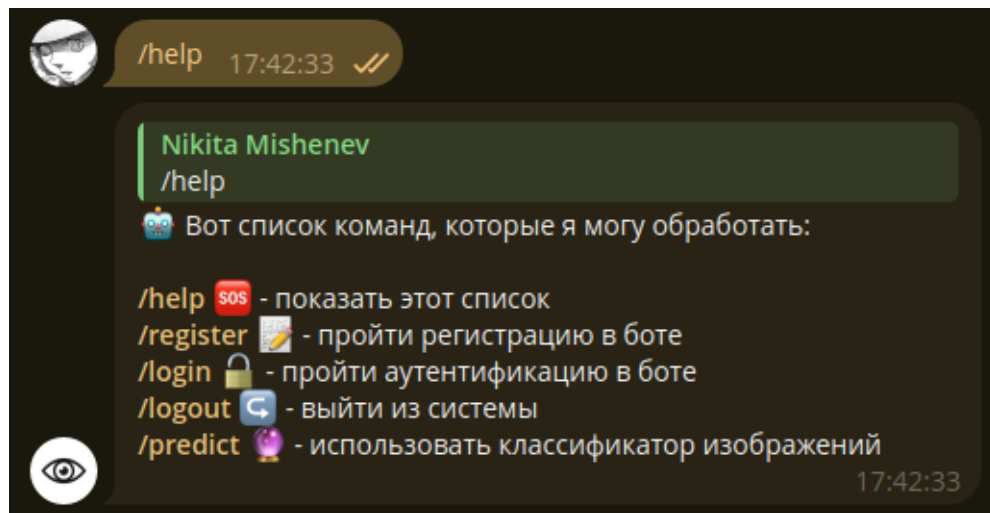 /help 17:42:33
Nikita Mishenev
/help
🤖 Вот список команд, которые я могу обработать:
/help 🆘 - показать этот список
/register 📝 - пройти регистрацию в боте
/login 🔒 - пройти аутентификацию в боте
/logout ↪️ - выйти из системы
/predict 🔮 - использовать классификатор изображений
17:42:33